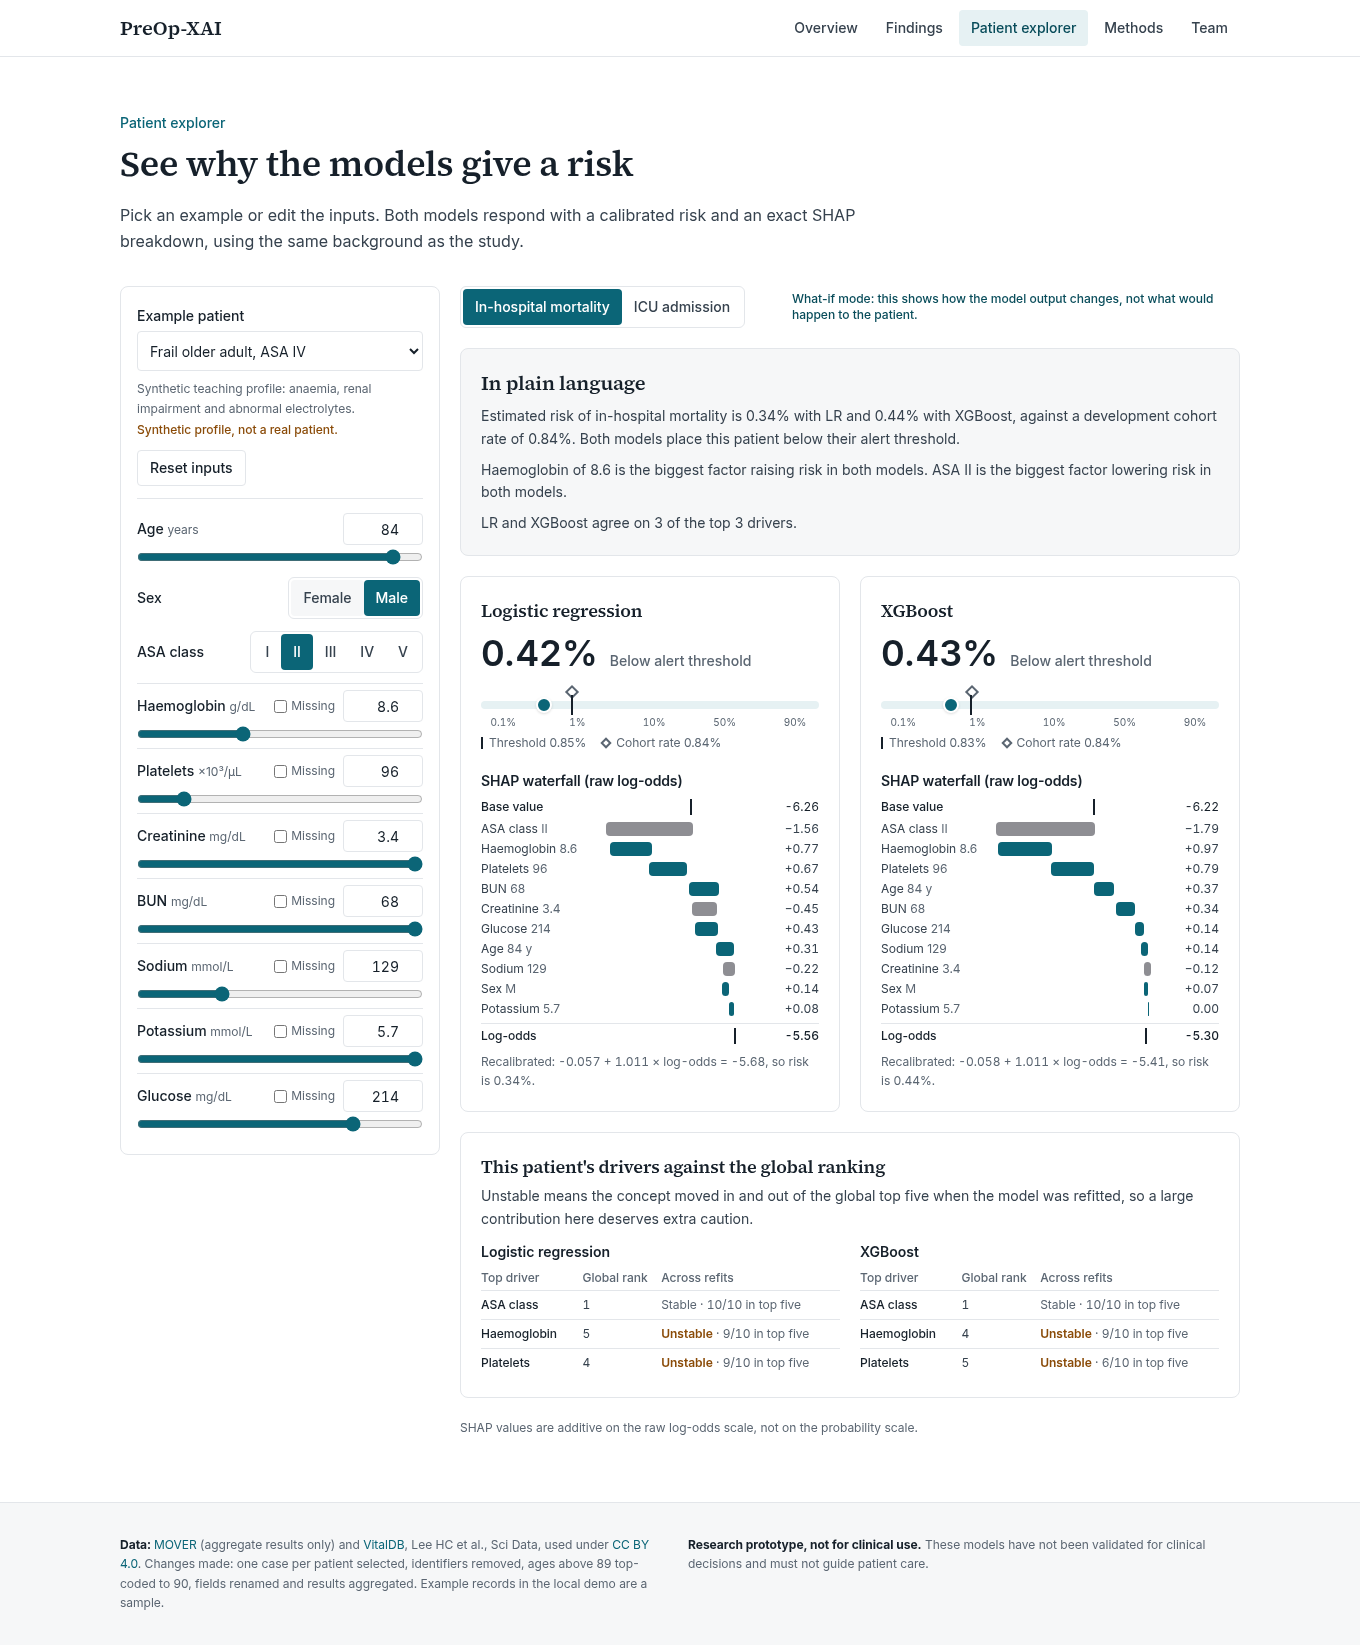 PreOp-XAI
Overview
Findings
Patient explorer
Methods
Team
Patient explorer
See why the models give a risk
Pick an example or edit the inputs. Both models respond with a calibrated risk and an exact SHAP
breakdown, using the same background as the study.
Example patient
Frail older adult, ASA IV
Synthetic teaching profile: anaemia, renal
impairment and abnormal electrolytes.
Synthetic profile, not a real patient.
Reset inputs
Age years 84
Sex Female Male
ASA class I II III IV V
Haemoglobin g/dL Missing 8.6
Platelets ×10³/µL Missing 96
Creatinine mg/dL Missing 3.4
BUN mg/dL Missing 68
Sodium mmol/L Missing 129
Potassium mmol/L Missing 5.7
Glucose mg/dL Missing 214
In-hospital mortality ICU admission
What-if mode: this shows how the model output changes, not what would
happen to the patient.
In plain language
Estimated risk of in-hospital mortality is 0.34% with LR and 0.44% with XGBoost, against a development cohort
rate of 0.84%. Both models place this patient below their alert threshold.
Haemoglobin of 8.6 is the biggest factor raising risk in both models. ASA II is the biggest factor lowering risk in
both models.
LR and XGBoost agree on 3 of the top 3 drivers.
Logistic regression
0.42% Below alert threshold
0.1% 1% 10% 50% 90%
Threshold 0.85% Cohort rate 0.84%
SHAP waterfall (raw log-odds)
Base value -6.26
ASA class II −1.56
Haemoglobin 8.6 +0.77
Platelets 96 +0.67
BUN 68 +0.54
Creatinine 3.4 −0.45
Glucose 214 +0.43
Age 84 y +0.31
Sodium 129 −0.22
Sex M +0.14
Potassium 5.7 +0.08
Log-odds -5.56
Recalibrated: -0.057 + 1.011 × log-odds = -5.68, so risk
is 0.34%.
XGBoost
0.43% Below alert threshold
0.1% 1% 10% 50% 90%
Threshold 0.83% Cohort rate 0.84%
SHAP waterfall (raw log-odds)
Base value -6.22
ASA class II −1.79
Haemoglobin 8.6 +0.97
Platelets 96 +0.79
Age 84 y +0.37
BUN 68 +0.34
Glucose 214 +0.14
Sodium 129 +0.14
Creatinine 3.4 −0.12
Sex M +0.07
Potassium 5.7 0.00
Log-odds -5.30
Recalibrated: -0.058 + 1.011 × log-odds = -5.41, so risk
is 0.44%.
This patient's drivers against the global ranking
Unstable means the concept moved in and out of the global top five when the model was refitted, so a large
contribution here deserves extra caution.
Logistic regression
Top driver Global rank Across refits
ASA class 1 Stable · 10/10 in top five
Haemoglobin 5 Unstable · 9/10 in top five
Platelets 4 Unstable · 9/10 in top five
XGBoost
Top driver Global rank Across refits
ASA class 1 Stable · 10/10 in top five
Haemoglobin 4 Unstable · 9/10 in top five
Platelets 5 Unstable · 6/10 in top five
SHAP values are additive on the raw log-odds scale, not on the probability scale.
Data: MOVER (aggregate results only) and VitalDB, Lee HC et al., Sci Data, used under CC BY
4.0. Changes made: one case per patient selected, identifiers removed, ages above 89 top-
coded to 90, fields renamed and results aggregated. Example records in the local demo are a
sample.
Research prototype, not for clinical use. These models have not been validated for clinical
decisions and must not guide patient care.